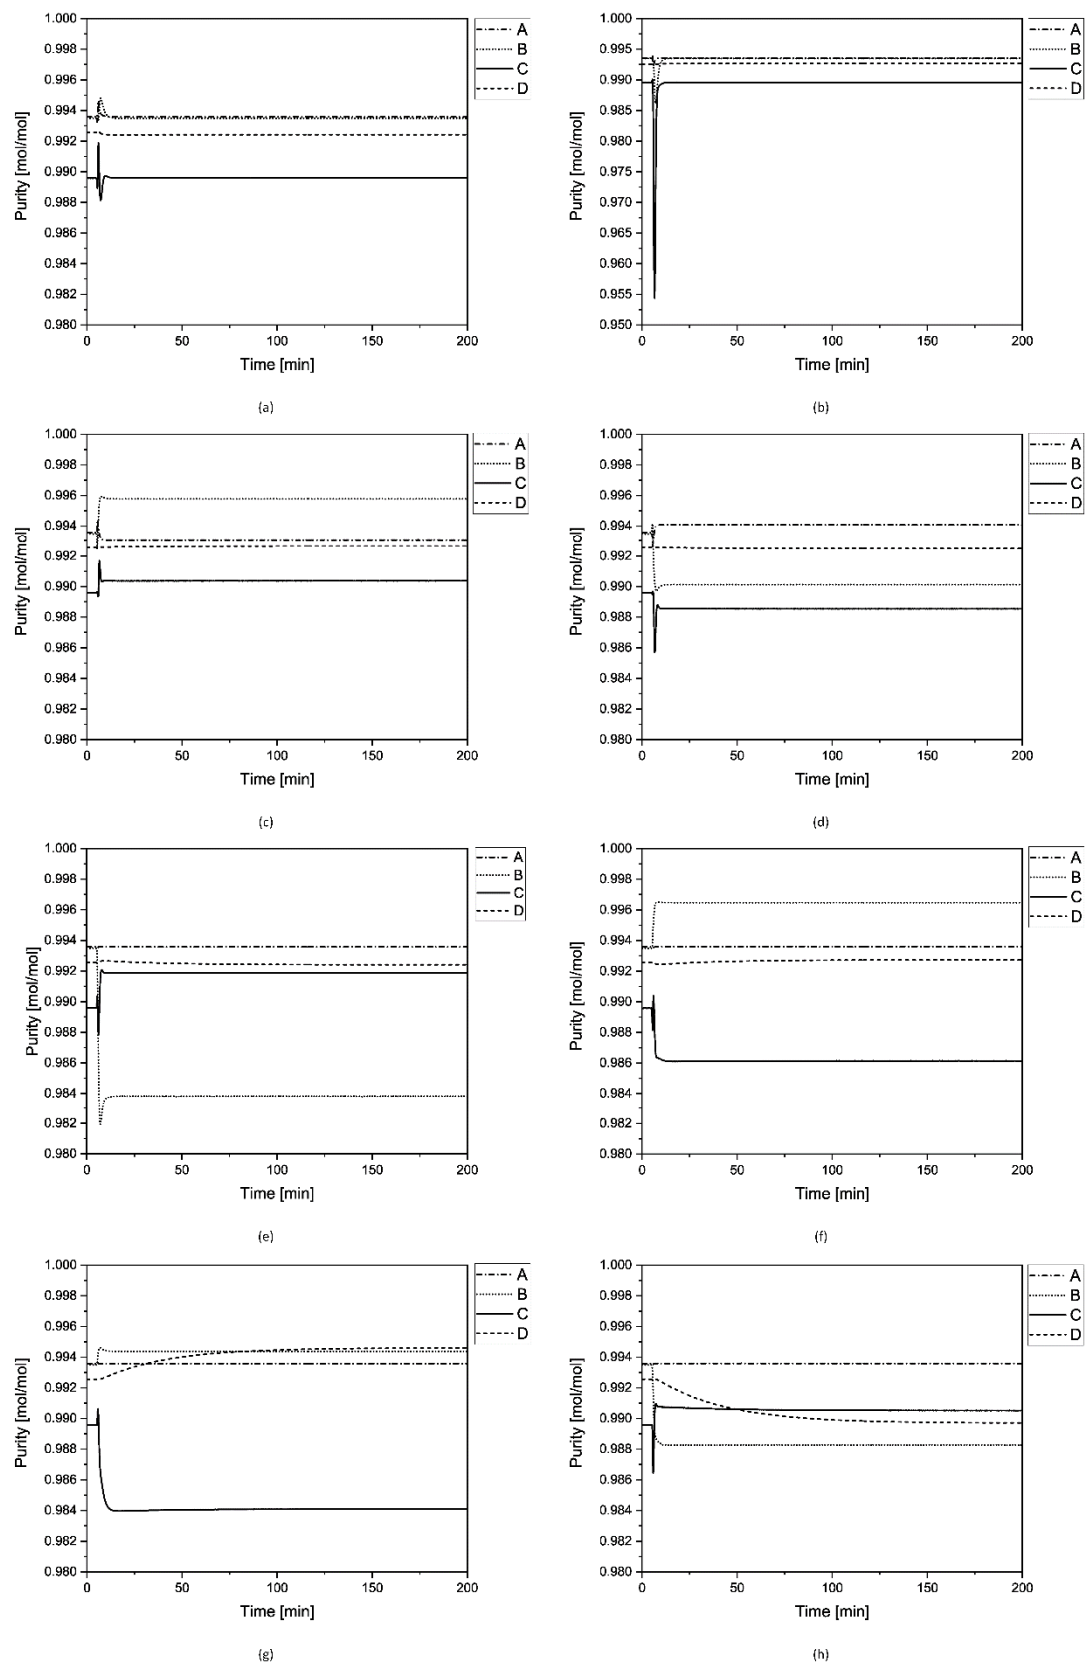 1.000
0.998
0.996
0.994
0.992
0.990
0.988
0.986
0.984
0.982
0.980
Purity [mol/mol]
0 50 100 150 200
Time [min]
A
B
C
D
(a)
1.000
0.995
0.990
0.985
0.980
0.975
0.970
0.965
0.960
0.955
0.950
Purity [mol/mol]
0 50 100 150 200
Time [min]
A
B
C
D
(b)
1.000
0.998
0.996
0.994
0.992
0.990
0.988
0.986
0.984
0.982
0.980
Purity [mol/mol]
0 50 100 150 200
Time [min]
A
B
C
D
(c)
1.000
0.998
0.996
0.994
0.992
0.990
0.988
0.986
0.984
0.982
0.980
Purity [mol/mol]
0 50 100 150 200
Time [min]
A
B
C
D
(d)
1.000
0.998
0.996
0.994
0.992
0.990
0.988
0.986
0.984
0.982
0.980
Purity [mol/mol]
0 50 100 150 200
Time [min]
A
B
C
D
(e)
1.000
0.998
0.996
0.994
0.992
0.990
0.988
0.986
0.984
0.982
0.980
Purity [mol/mol]
0 50 100 150 200
Time [min]
A
B
C
D
(f)
1.000
0.998
0.996
0.994
0.992
0.990
0.988
0.986
0.984
0.982
0.980
Purity [mol/mol]
0 50 100 150 200
Time [min]
A
B
C
D
(g)
1.000
0.998
0.996
0.994
0.992
0.990
0.988
0.986
0.984
0.982
0.980
Purity [mol/mol]
0 50 100 150 200
Time [min]
A
B
C
D
(h)